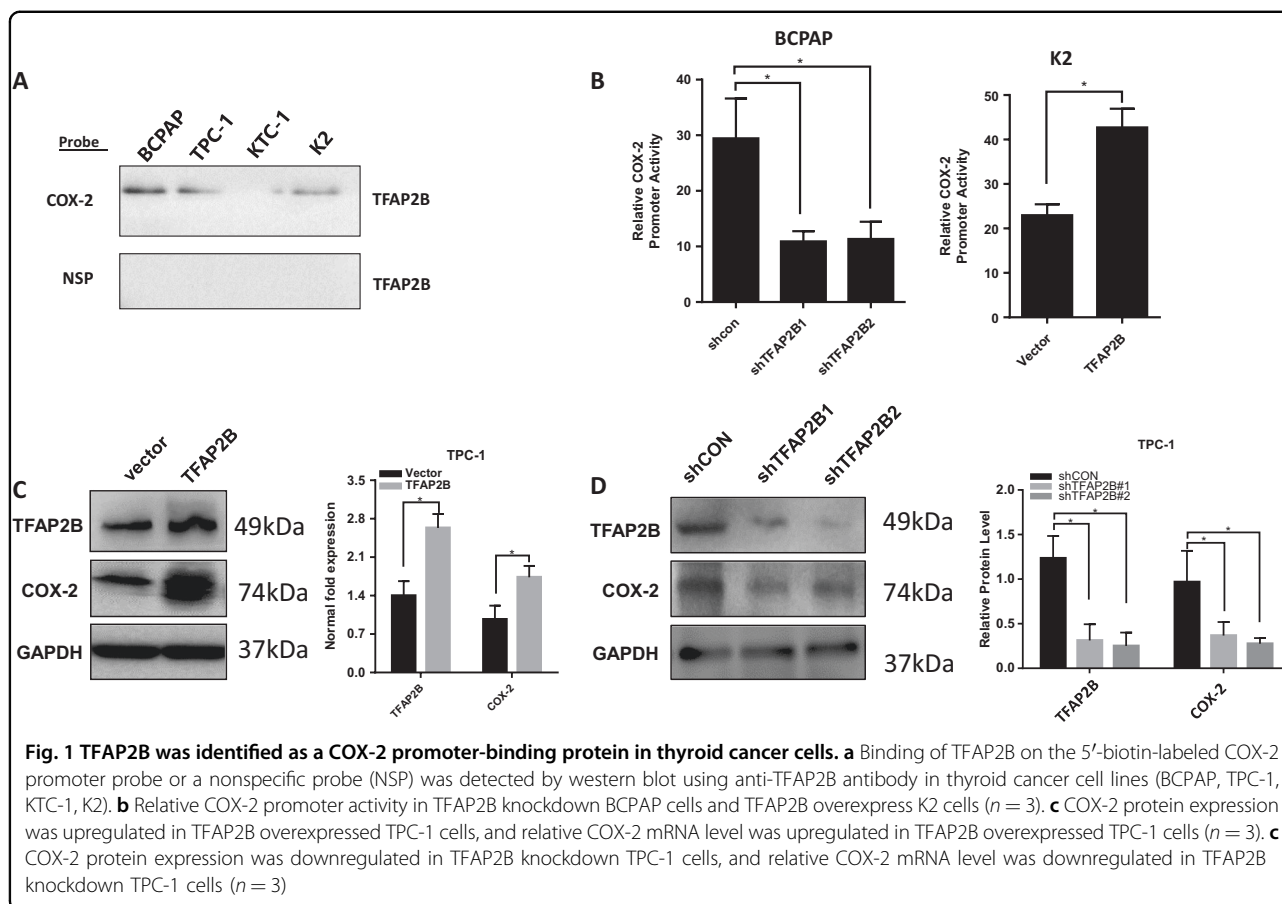 A
Probe
BCPAP
TPC-1
KTC-1
K2
COX-2
TFAP2B
NSP
TFAP2B
B
BCPAP
Relative COX-2
Promoter Activity
40
30
20
10
0
*
*
shcon
shTFAP2B1
shTFAP2B2
K2
Relative COX-2
Promoter Activity
50
40
30
20
10
0
*
Vector
TFAP2B
C
vector
TFAP2B
TFAP2B
49kDa
COX-2
74kDa
GAPDH
37kDa
TPC-1
Vector
TFAP2B
Normal fold expression
3.5
2.8
2.1
1.4
0.7
0.0
*
*
TFAP2B
COX-2
D
shCON
shTFAP2B1
shTFAP2B2
TFAP2B
49kDa
COX-2
74kDa
GAPDH
37kDa
TPC-1
shCON
shTFAP2B#1
shTFAP2B#2
Relative Protein Level
2.0
1.5
1.0
0.5
0.0
*
*
*
*
TFAP2B
COX-2
Fig. 1 TFAP2B was identified as a COX-2 promoter-binding protein in thyroid cancer cells. a Binding of TFAP2B on the 5′-biotin-labeled COX-2
promoter probe or a nonspecific probe (NSP) was detected by western blot using anti-TFAP2B antibody in thyroid cancer cell lines (BCPAP, TPC-1,
KTC-1, K2). b Relative COX-2 promoter activity in TFAP2B knockdown BCPAP cells and TFAP2B overexpress K2 cells (n = 3). c COX-2 protein expression
was upregulated in TFAP2B overexpressed TPC-1 cells, and relative COX-2 mRNA level was upregulated in TFAP2B overexpressed TPC-1 cells (n = 3). c
COX-2 protein expression was downregulated in TFAP2B knockdown TPC-1 cells, and relative COX-2 mRNA level was downregulated in TFAP2B
knockdown TPC-1 cells (n = 3)